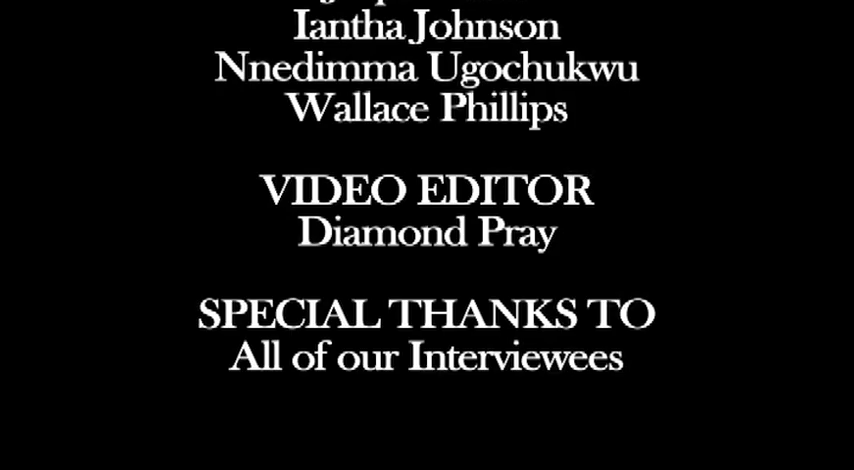 Iantha Johnson
Nnedimma Ugochukwu
Wallace Phillips
VIDEO EDITOR
Diamond Pray
SPECIAL THANKS TO
All of our Interviewees